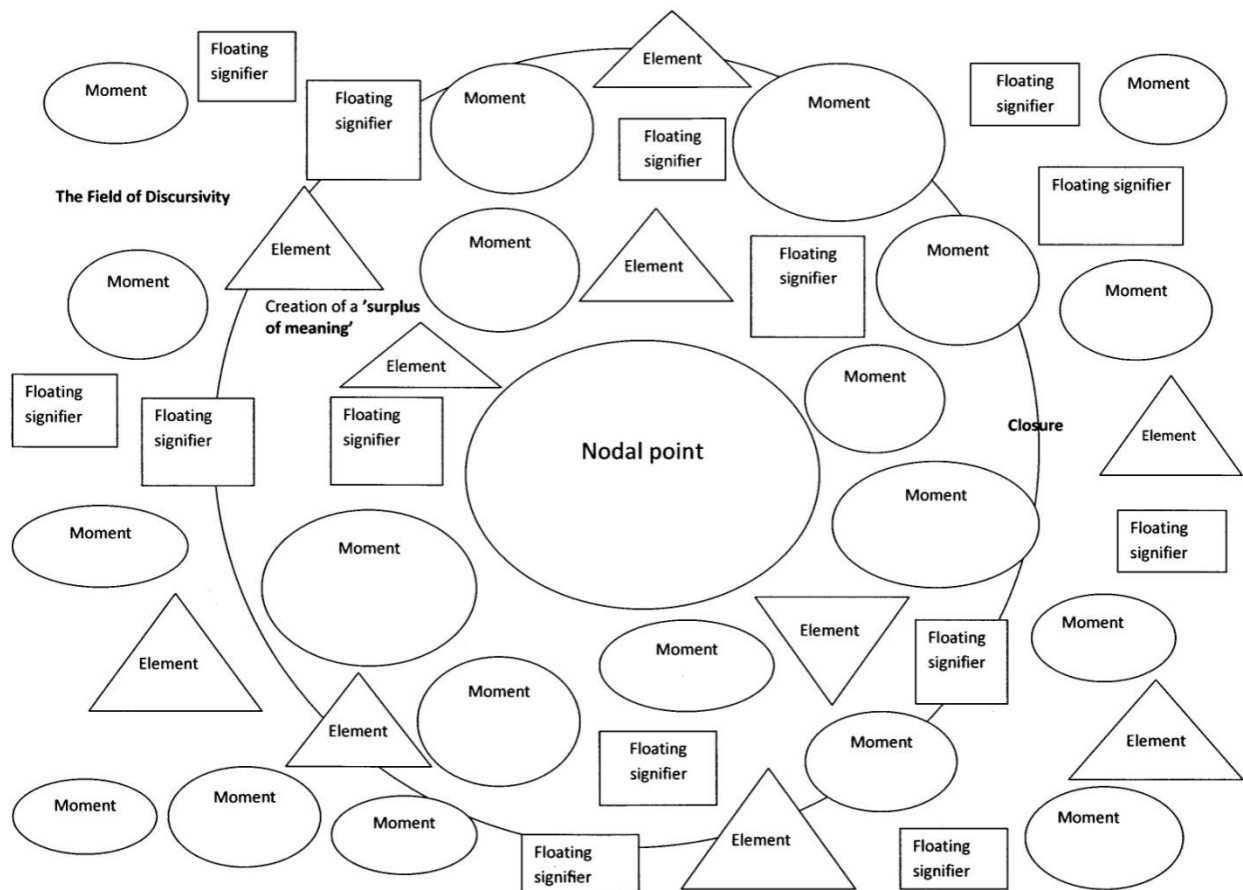 Element
Floating
signifier
Moment
Floating
signifier
Moment
Floating
signifier
Moment
Floating
signifier
Moment
Floating
signifier
The Field of Discursivity
Floating signifier
Element
Moment
Element
Floating
signifier
Moment
Moment
Moment
Creation of a ’surplus
of meaning’
Element
Moment
Floating
signifier
Floating
signifier
Floating
signifier
Closure
Nodal point
Element
Moment
Moment
Moment
Floating
signifier
Element
Element
Floating
signifier
Moment
Moment
Moment
Element
Moment
Element
Floating
signifier
Moment
Moment
Moment
Moment
Floating
signifier
Element
Floating
signifier
Moment